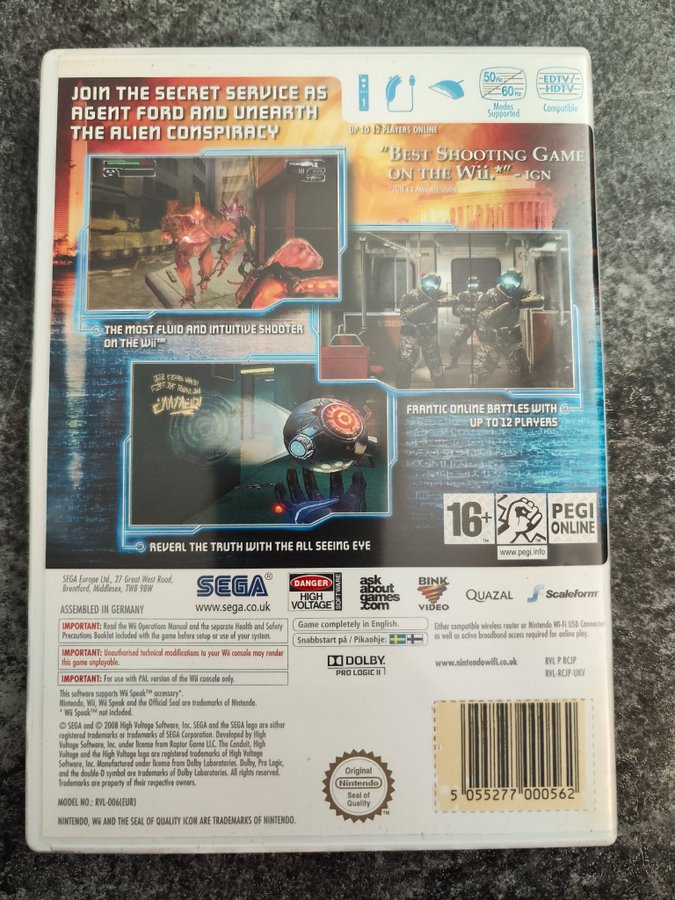 JOIN THE SECRET SERVICE AS
AGENT FORD AND UNEARTH
THE ALIEN CONSPIRACY
50Hz
60Hz
Modes
Supported
EDTV/
HDTV
Compatible
UP TO 12 PLAYERS ONLINE
"BEST SHOOTING GAME
ON THE WII.*" -IGN
*IGN E3 AWARD 2008
THE MOST FLUID AND INTUITIVE SHOOTER
ON THE Wii™
FRANTIC ONLINE BATTLES WITH
UP TO 12 PLAYERS
REVEAL THE TRUTH WITH THE ALL SEEING EYE
16+
™
www.pegi.info
PEGI
ONLINE
SEGA Europe Ltd., 27 Great West Road,
Brentford, Middlesex, TW8 9BW
ASSEMBLED IN GERMANY
SEGA®
www.sega.co.uk
DANGER
HIGH
VOLTAGE
SOFTWARE
ask
about
games
.com
BINK
VIDEO
QUAZAL
Scaleform
IMPORTANT: Read the Wii Operations Manual and the separate Health and Safety
Precautions Booklet included with the game before setup or use of your system.
IMPORTANT: Unauthorised technical modifications to your Wii console may render
this game unplayable.
IMPORTANT: For use with PAL version of the Wii console only.
Game completely in English.
Snabbstart på / Pikaohje:
Either compatible wireless router or Nintendo Wi-Fi USB Connector
as well as active broadband access required for online play.
DOLBY
PRO LOGIC II
www.nintendowifi.co.uk
RVL P RCJP
RVL-RCJP-UKV
This software supports Wii Speak™ accessory*.
Nintendo, Wii, Wii Speak and the Official Seal are trademarks of Nintendo.
* Wii Speak™ not included.
© SEGA and © 2008 High Voltage Software, Inc. SEGA and the SEGA logo are either
registered trademarks or trademarks of SEGA Corporation. Developed by High
Voltage Software, Inc. under license from Raptor Game LLC. The Conduit, High
Voltage and the High Voltage logo are registered trademarks of High Voltage
Software, Inc. Manufactured under license from Dolby Laboratories. Dolby, Pro Logic,
and the double-D symbol are trademarks of Dolby Laboratories. All rights reserved.
Trademarks are property of their respective owners.
MODEL NO.: RVL-006(EUR)
NINTENDO, Wii AND THE SEAL OF QUALITY ICON ARE TRADEMARKS OF NINTENDO.
Original
Nintendo
Seal of
Quality
™
5 055277 000562